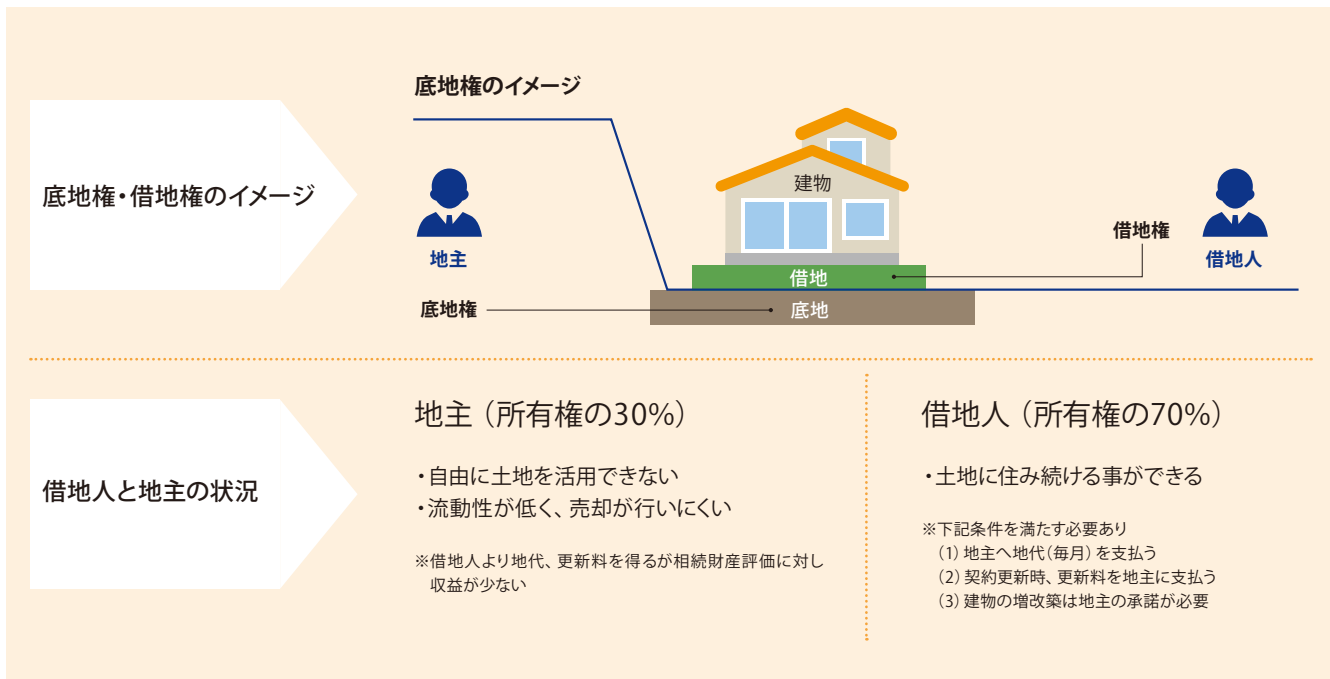 底地権・借地権のイメージ
底地権のイメージ
地主
底地権
建物
借地
底地
借地権
借地人
借地人と地主の状況
地主（所有権の30%）
・自由に土地を活用できない
・流動性が低く、売却が行いにくい
※借地人より地代、更新料を得るが相続財産評価に対し
収益が少ない
借地人（所有権の70%）
・土地に住み続ける事ができる
※下記条件を満たす必要あり
（1）地主へ地代（毎月）を支払う
（2）契約更新時、更新料を地主に支払う
（3）建物の増改築は地主の承諾が必要